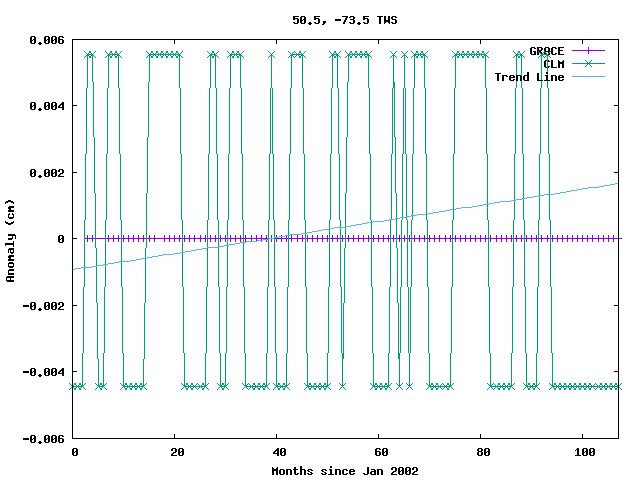 50.5, -73.5 TWS
GRACE
CLM
Trend Line
0.006
0.004
0.002
0
-0.002
-0.004
-0.006
Anomaly (cm)
0 20 40 60 80 100
Months since Jan 2002